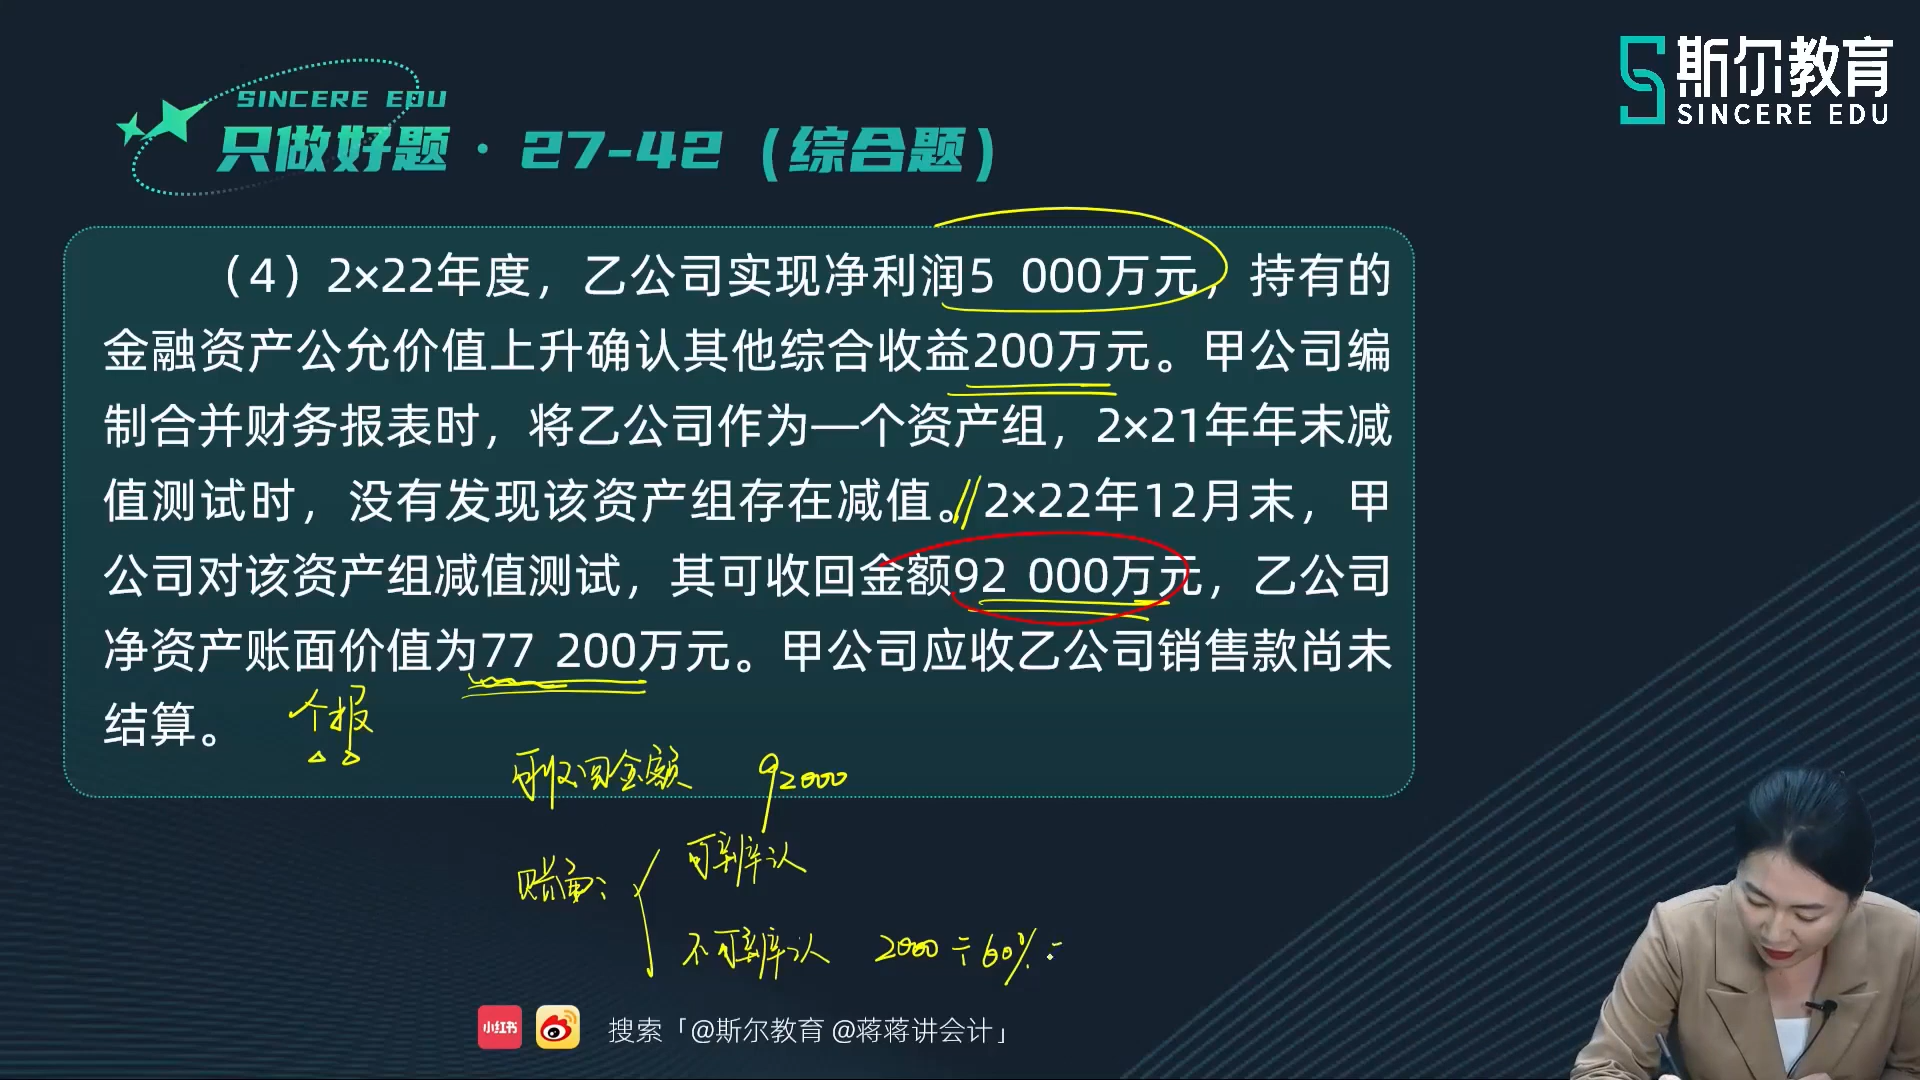 SINCERE EDU
只做好题·27-42（综合题）
斯尔教育
SINCERE EDU
（4）2×22年度，乙公司实现净利润5 000万元，持有的
金融资产公允价值上升确认其他综合收益200万元。甲公司编
制合并财务报表时，将乙公司作为一个资产组，2×21年年末减
值测试时，没有发现该资产组存在减值。2×22年12月末，甲
公司对该资产组减值测试，其可收回金额92 000万元，乙公司
净资产账面价值为77 200万元。甲公司应收乙公司销售款尚未
结算。
个报
可收回金额 92000
账面：
可辨认
不可辨认 2000÷60%=
小红书
搜索「@斯尔教育 @蒋蒋讲会计」